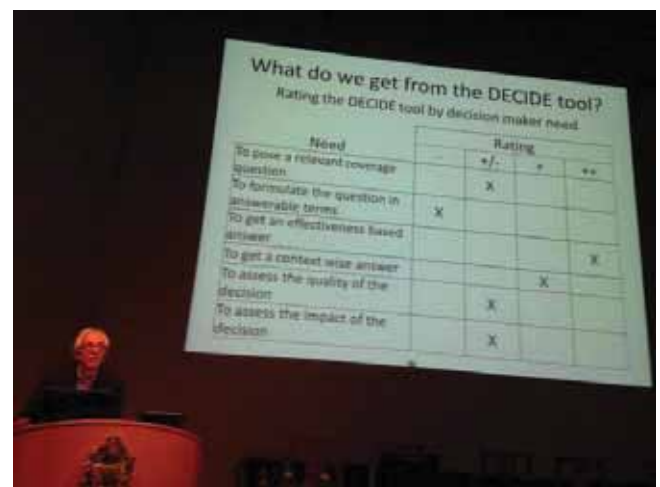 What do we get from the DECIDE tool?
Rating the DECIDE tool by decision maker need
Need
Rating
-
+/-
+
++
To pose a relevant coverage
question
X
To formulate the question in
answerable terms
X
To get an effectiveness based
answer
X
To get a context wise answer
X
To assess the quality of the
decision
X
To assess the impact of the
decision
X